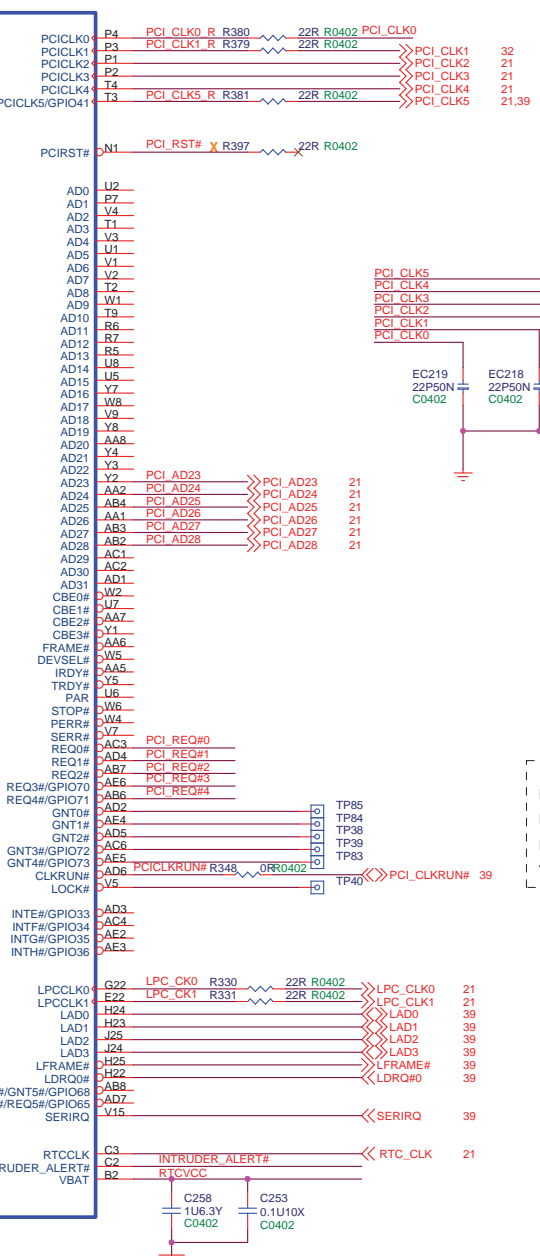 PCICLK0 P4 PCI_CLK0_R R380 22R R0402 PCI_CLK0
PCICLK1 P3 PCI_CLK1_R R379 22R R0402 PCI_CLK1 32
PCICLK2 P1 PCI_CLK2 21
PCICLK3 P2 PCI_CLK3 21
PCICLK4 T4 PCI_CLK4 21
PCICLK5/GPIO41 T3 PCI_CLK5_R R381 22R R0402 PCI_CLK5 21,39
PCIRST# N1 PCI_RST# X R397 22R R0402
AD0 U2
AD1 P7
AD2 V4
AD3 T1
AD4 V3
AD5 U1
AD6 V1
AD7 V2
AD8 T2
AD9 W1
AD10 T9
AD11 R6
AD12 R7
AD13 R5
AD14 U8
AD15 U5
AD16 Y7
AD17 W8
AD18 V9
AD19 Y8
AD20 AA8
AD21 Y4
AD22 Y3
AD23 Y2 PCI_AD23 PCI_AD23 21
AD24 AA2 PCI_AD24 PCI_AD24 21
AD25 AB4 PCI_AD25 PCI_AD25 21
AD26 AA1 PCI_AD26 PCI_AD26 21
AD27 AB3 PCI_AD27 PCI_AD27 21
AD28 AB2 PCI_AD28 PCI_AD28 21
AD29 AC1
AD30 AC2
AD31 AD1
CBE0# W2
CBE1# U7
CBE2# AA7
CBE3# Y1
FRAME# AA6
DEVSEL# W5
IRDY# AA5
TRDY# Y5
PAR U6
STOP# W6
PERR# W4
SERR# V7
REQ0# AC3 PCI_REQ#0
REQ1# AD4 PCI_REQ#1
REQ2# AB7 PCI_REQ#2
REQ3#/GPIO70 AE6 PCI_REQ#3
REQ4#/GPIO71 AB6 PCI_REQ#4
GNT0# AD2 TP85
GNT1# AE4 TP84
GNT2# AD5 TP38
GNT3#/GPIO72 AC6 TP39
GNT4#/GPIO73 AE5 TP83
CLKRUN# AD6 PCICLKRUN# R348 0R R0402 PCI_CLKRUN# 39
LOCK# V5 TP40
INTE#/GPIO33 AD3
INTF#/GPIO34 AC4
INTG#/GPIO35 AE2
INTH#/GPIO36 AE3
LPCCLK0 G22 LPC_CK0 R330 22R R0402 LPC_CLK0 21
LPCCLK1 E22 LPC_CK1 R331 22R R0402 LPC_CLK1 21
LAD0 H24 LAD0 39
LAD1 H23 LAD1 39
LAD2 J25 LAD2 39
LAD3 J24 LAD3 39
LFRAME# H25 LFRAME# 39
LDRQ0# H22 LDRQ#0 39
#/GNT5#/GPIO68 AB8
#/REQ5#/GPIO65 AD7
SERIRQ V15 SERIRQ 39
RTCCLK C3 RTC_CLK 21
RUDER_ALERT# C2 INTRUDER_ALERT#
VBAT B2 RTCVCC
C258 C253
1U6.3Y 0.1U10X
C0402 C0402
PCI_CLK5
PCI_CLK4
PCI_CLK3
PCI_CLK2
PCI_CLK1
PCI_CLK0
EC219 EC218
22P50N 22P50N
C0402 C0402